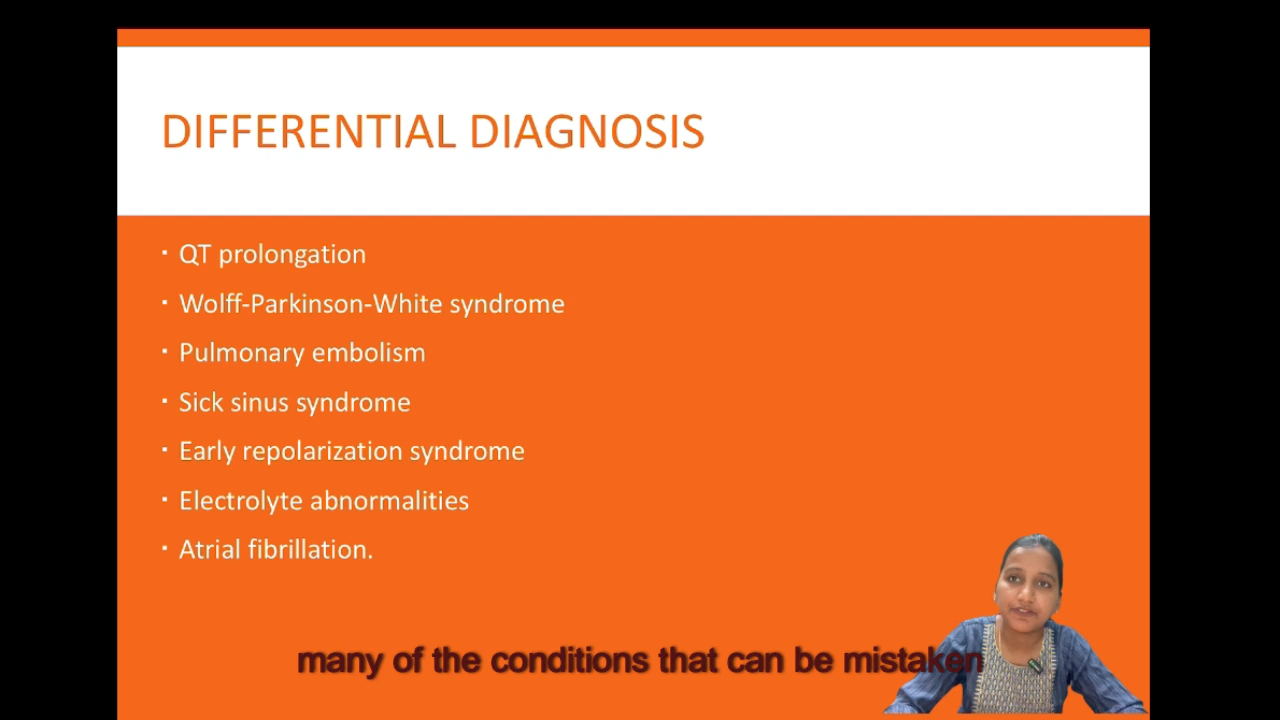 DIFFERENTIAL DIAGNOSIS
▪ QT prolongation
▪ Wolff-Parkinson-White syndrome
▪ Pulmonary embolism
▪ Sick sinus syndrome
▪ Early repolarization syndrome
▪ Electrolyte abnormalities
▪ Atrial fibrillation.
many of the conditions that can be mistaken